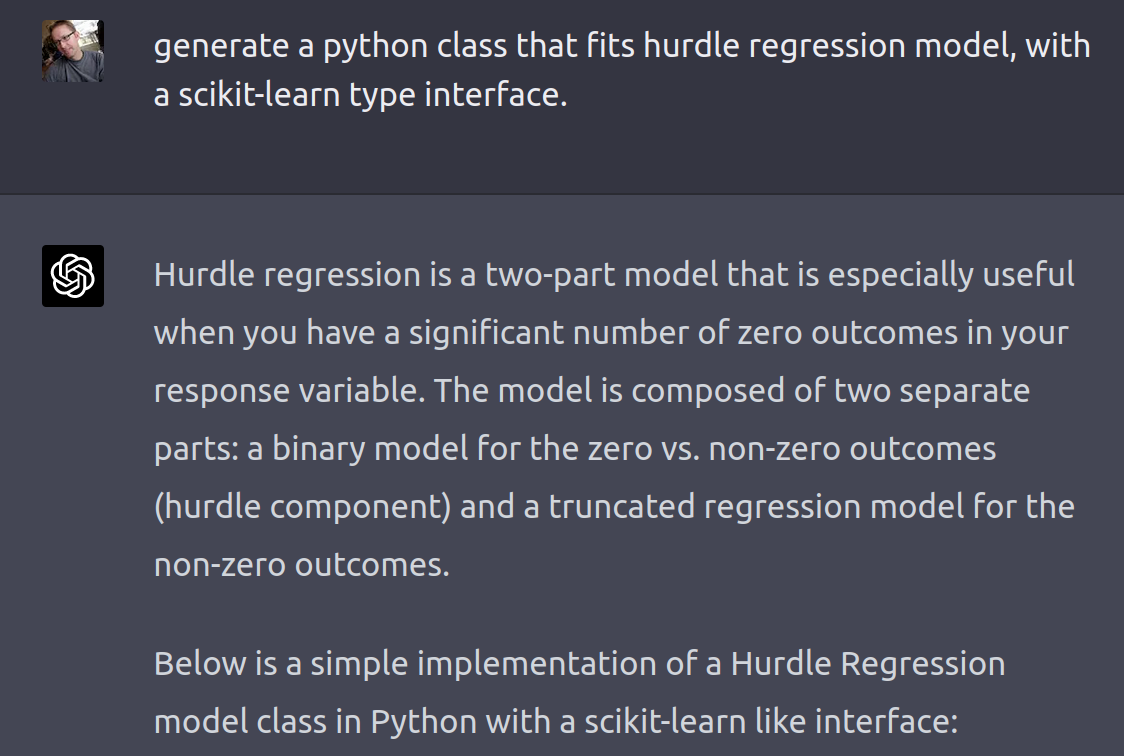 generate a python class that fits hurdle regression model, with
a scikit-learn type interface.
Hurdle regression is a two-part model that is especially useful
when you have a significant number of zero outcomes in your
response variable. The model is composed of two separate
parts: a binary model for the zero vs. non-zero outcomes
(hurdle component) and a truncated regression model for the
non-zero outcomes.
Below is a simple implementation of a Hurdle Regression
model class in Python with a scikit-learn like interface: